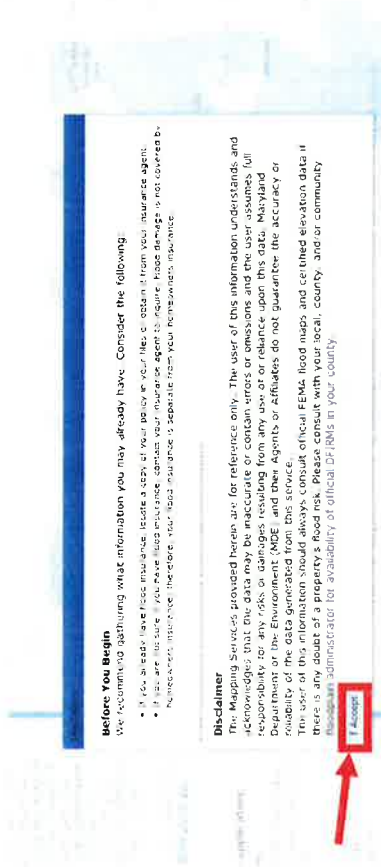 Before You Begin
We recommend gathering what information you may already have. Consider the following:
• If you already have flood insurance, locate a copy of your policy in your files or obtain it from your insurance agent.
• If you are not sure if you have flood insurance, contact your insurance agent to inquire. Flood damage is not covered by
homeowners insurance, therefore, your flood insurance is separate from your homeowners insurance.
Disclaimer
The Mapping Services provided herein are for reference only. The user of this information understands and
acknowledges that the data may be inaccurate or contain errors or omissions and the user assumes full
responsibility for any risks or damages resulting from any use of or reliance upon this data. Maryland
Department of the Environment (MDE) and their Agents or Affiliates do not guarantee the accuracy or
reliability of the data generated from this service.
The user of this information should always consult official FEMA flood maps and certified elevation data if
there is any doubt of a property's flood risk. Please consult with your local, county, and/or community
floodplain administrator for availability of official DFIRMs in your county.
I Accept